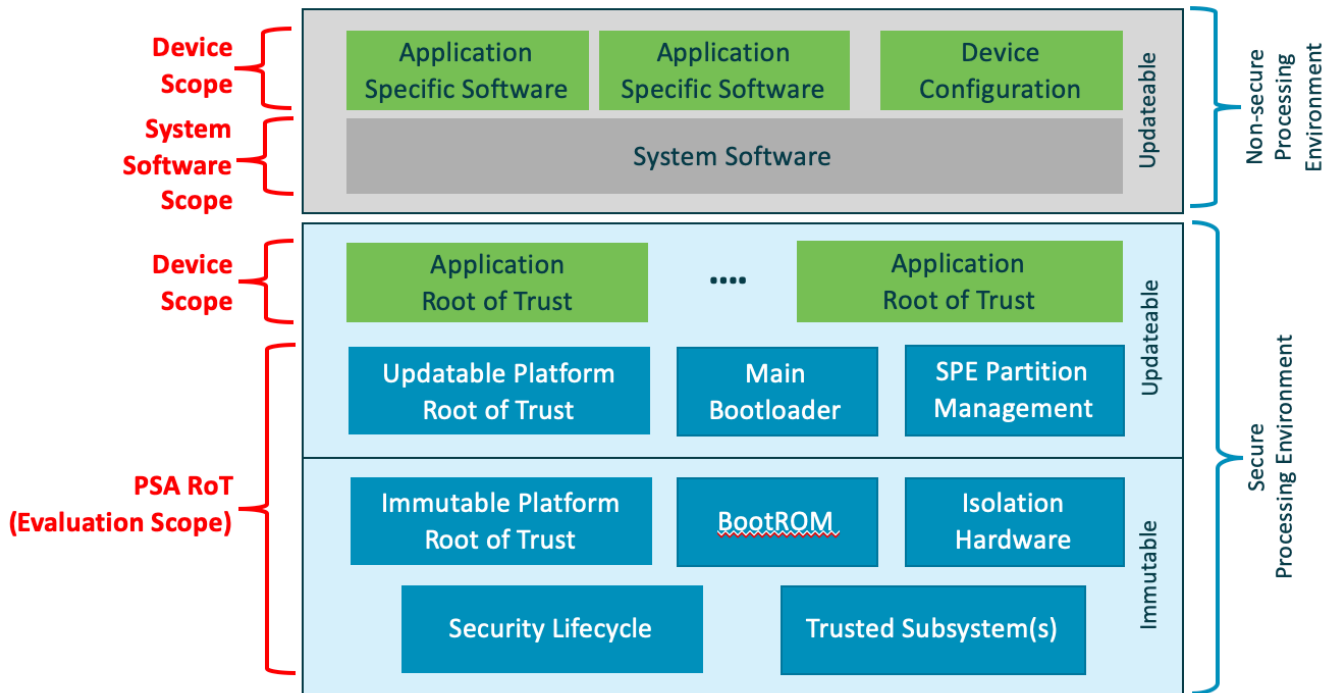 Device
Scope
Application
Specific Software
Application
Specific Software
Device
Configuration
Updateable
Non-secure
Processing
Environment
System
Software
Scope
System Software
Device
Scope
Application
Root of Trust
....
Application
Root of Trust
Updateable
Secure
Processing Environment
PSA RoT
(Evaluation Scope)
Updatable Platform
Root of Trust
Main
Bootloader
SPE Partition
Management
Immutable Platform
Root of Trust
BootROM
Isolation
Hardware
Immutable
Security Lifecycle
Trusted Subsystem(s)